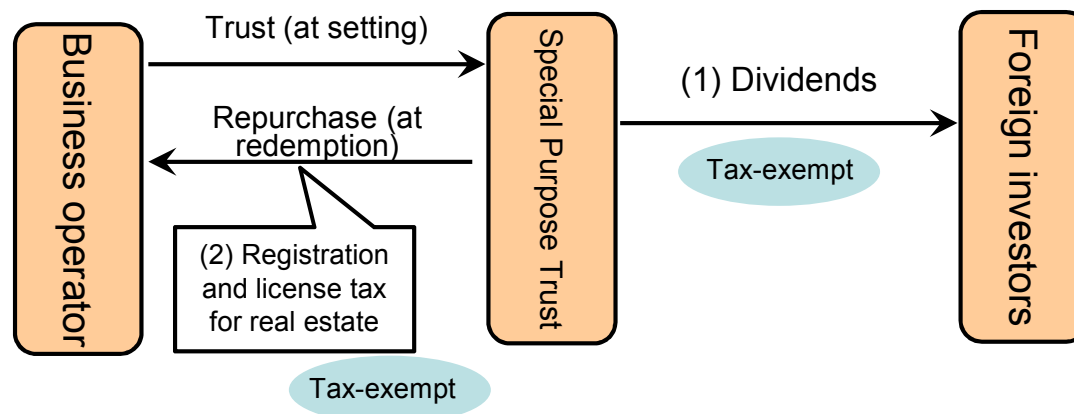 Business operator
Trust (at setting)
Repurchase (at
redemption)
(2) Registration
and license tax
for real estate
Tax-exempt
Special Purpose Trust
(1) Dividends
Tax-exempt
Foreign investors